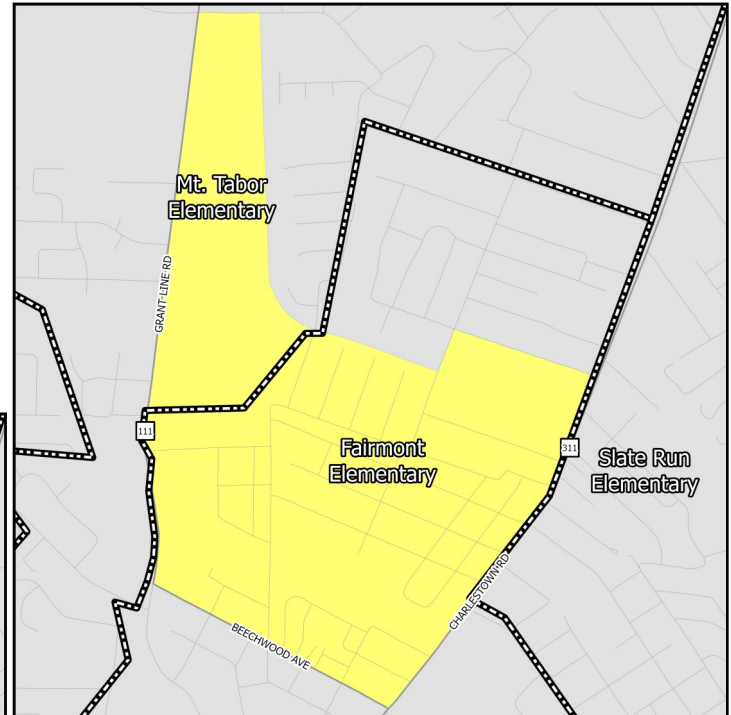 Mt. Tabor
Elementary
GRANT LINE RD
111
Fairmont
Elementary
311
Slate Run
Elementary
CHARLESTOWN RD
BEECHWOOD AVE